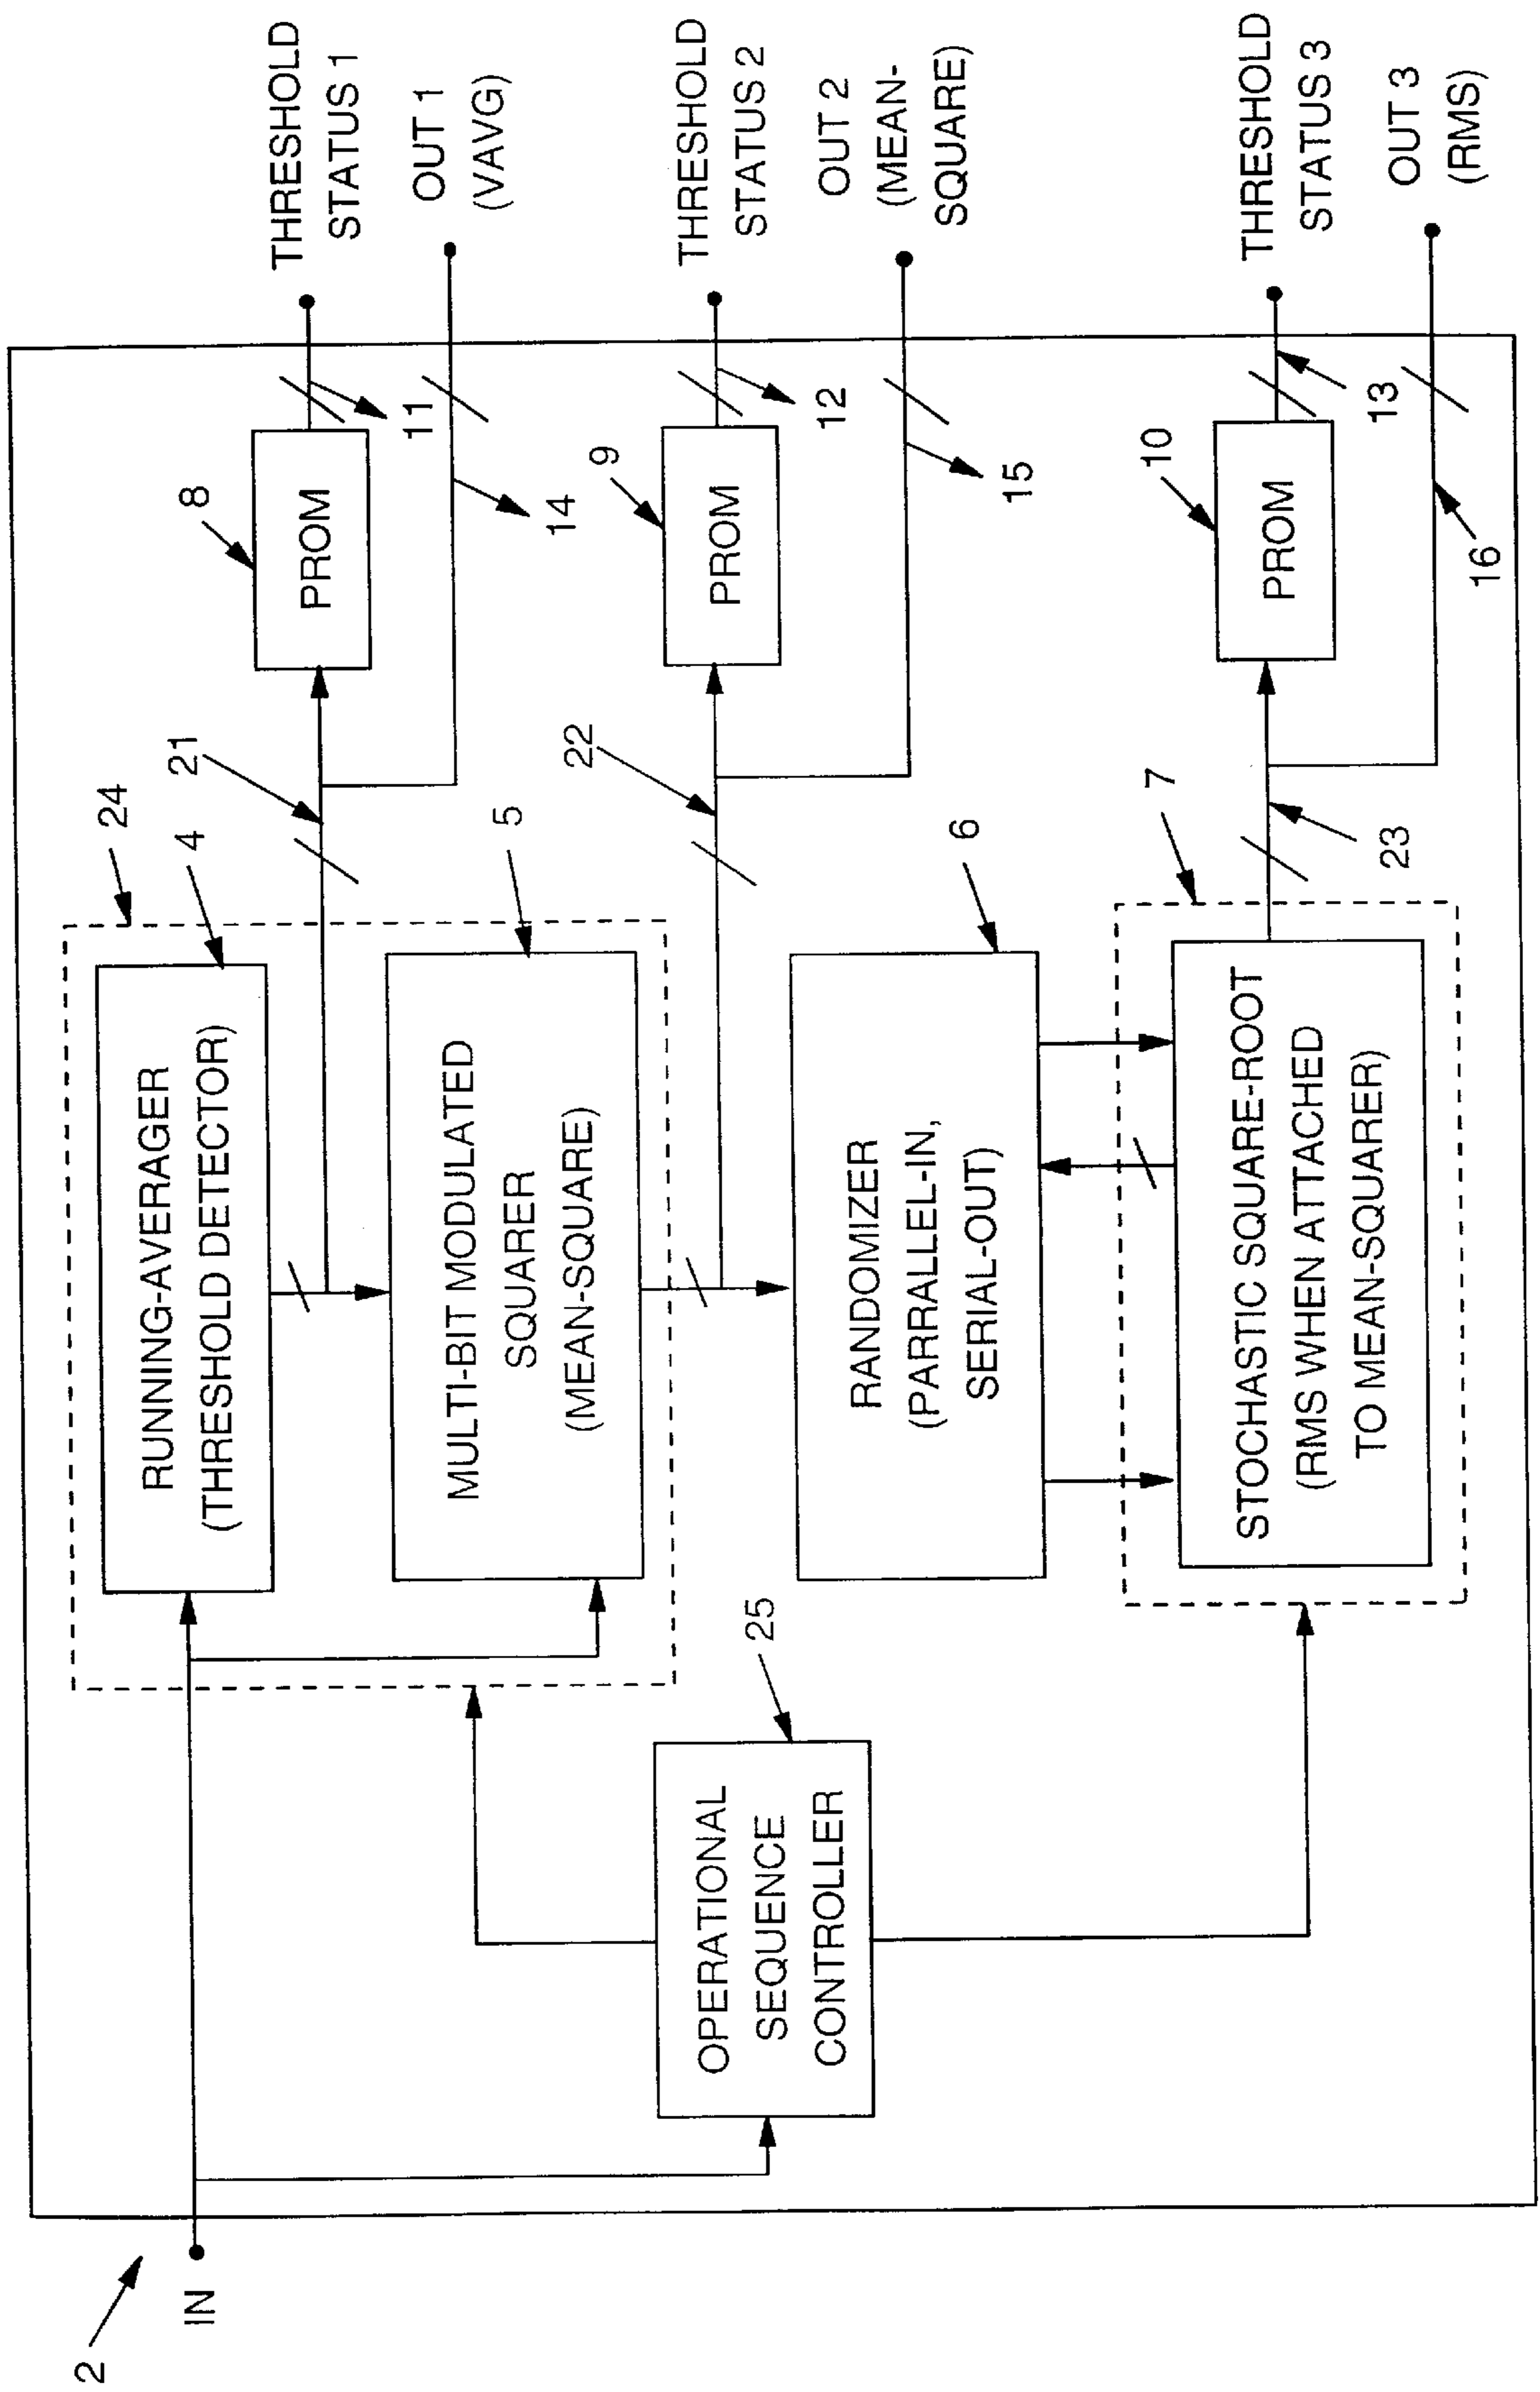 2
IN
OPERATIONAL
SEQUENCE
CONTROLLER
25
24
RUNNING-AVERAGER
(THRESHOLD DETECTOR)
4
MULTI-BIT MODULATED
SQUARER
(MEAN-SQUARE)
5
RANDOMIZER
(PARRALLEL-IN,
SERIAL-OUT)
6
STOCHASTIC SQUARE-ROOT
(RMS WHEN ATTACHED
TO MEAN-SQUARER)
7
21
22
23
8
PROM
9
PROM
10
PROM
11
14
12
15
13
16
THRESHOLD
STATUS 1
OUT 1
(VAVG)
THRESHOLD
STATUS 2
OUT 2
(MEAN-
SQUARE)
THRESHOLD
STATUS 3
OUT 3
(RMS)